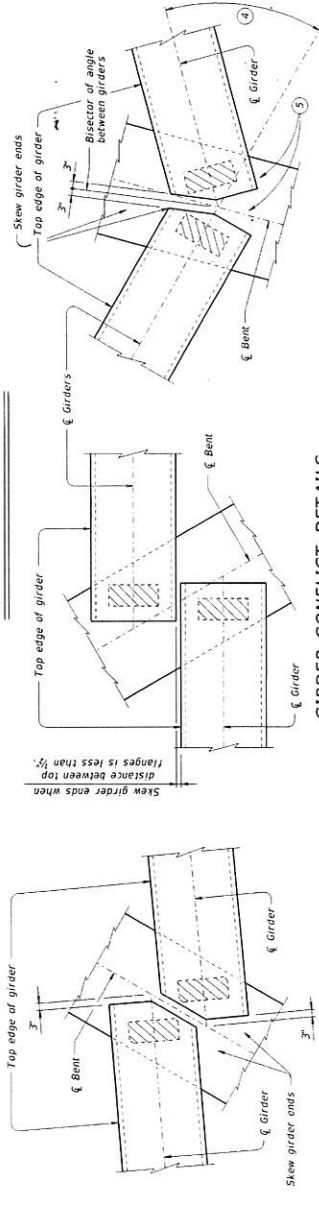 Top edge of girder
3"
℄ Bent
℄ Girder
℄ Girder
3"
Skew girder ends
Skew girder ends when
distance between top
flanges is less than ½".
Top edge of girder
℄ Girders
℄ Bent
℄ Girder
GIRDER CONFLICT DETAILS
Skew girder ends
Top edge of girder
3"
3"
Bisector of angle
between girders
4
℄ Girder
5
℄ Bent